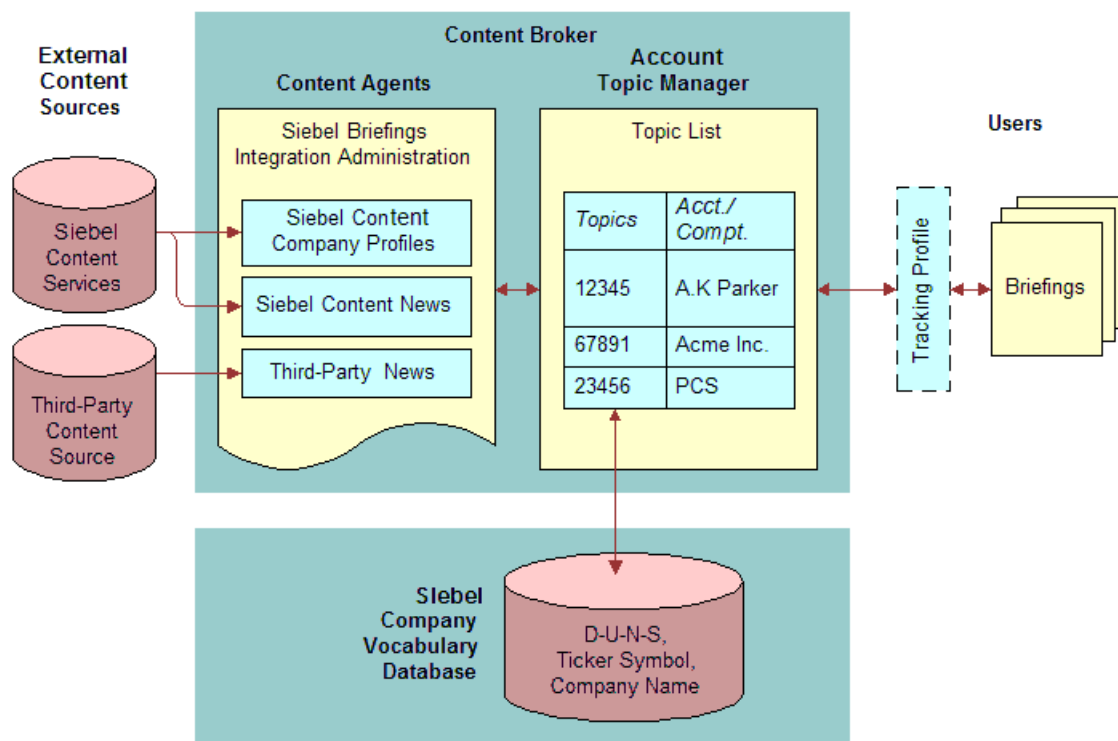 External
Content
Sources
Siebel
Content
Services
Third-Party
Content
Source
Content Broker
Content Agents
Siebel Briefings
Integration Administration
Siebel Content
Company Profiles
Siebel Content News
Third-Party News
Account
Topic Manager
Topic List
Topics
Acct./
Compt.
12345
A.K Parker
67891
Acme Inc.
23456
PCS
Users
Tracking Profile
Briefings
SIebel
Company
Vocabulary
Database
D-U-N-S,
Ticker Symbol,
Company Name